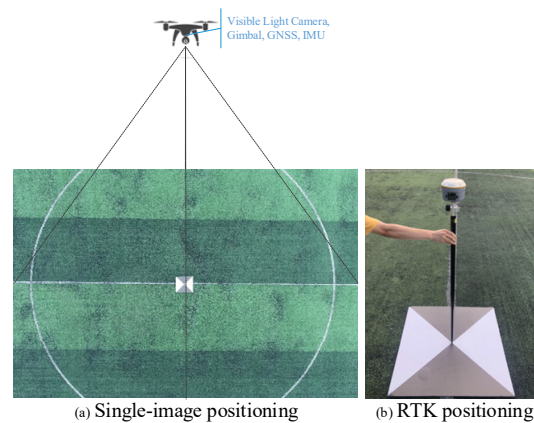 Visible Light Camera,
Gimbal, GNSS, IMU
(a) Single-image positioning
(b) RTK positioning